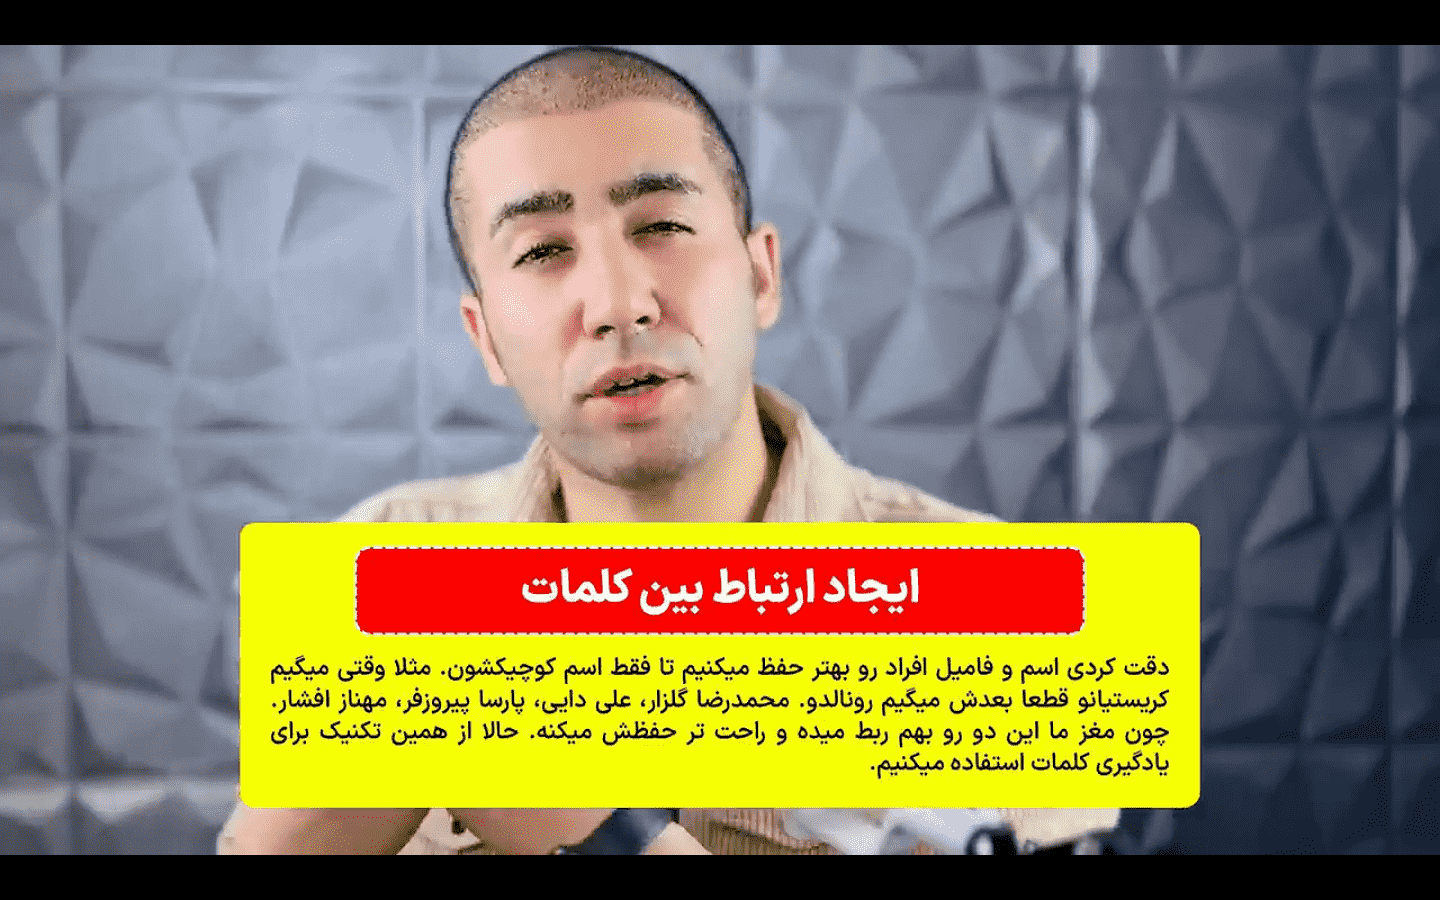 ایجاد ارتباط بین کلمات
دقت کردی اسم و فامیل افراد رو بهتر حفظ میکنیم تا فقط اسم کوچیکشون. مثلا وقتی میگیم
کریستیانو قطعا بعدش میگیم رونالدو. محمدرضا گلزار، علی دایی، پارسا پیروزفر، مهناز افشار.
چون مغز ما این دو رو بهم ربط میده و راحت تر حفظش میکنه. حالا از همین تکنیک برای
یادگیری کلمات استفاده میکنیم.